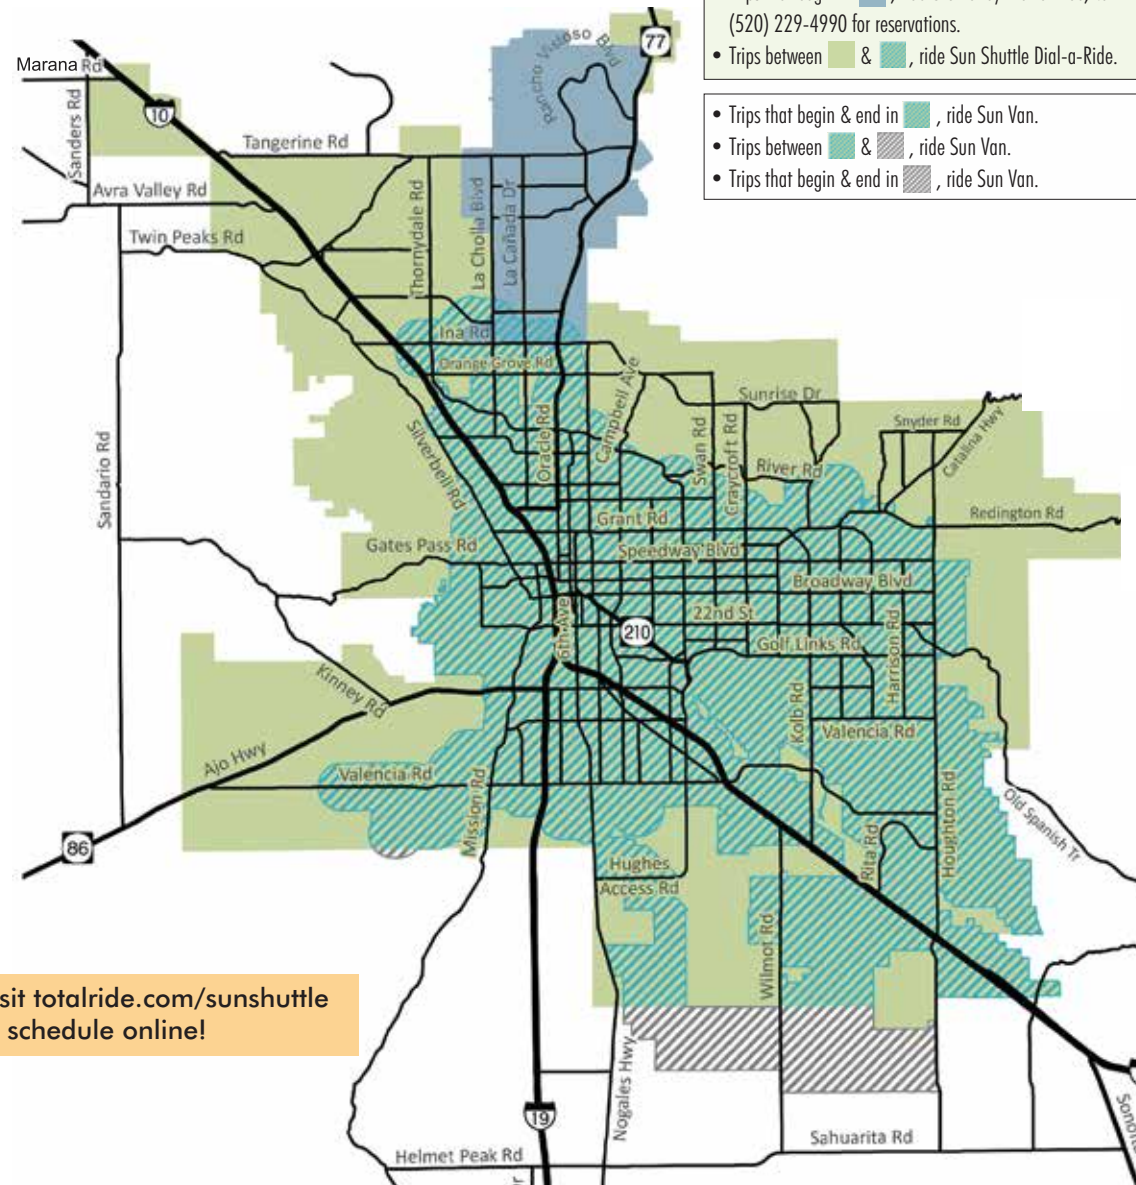 (520) 229-4990 for reservations.
• Trips between & , ride Sun Shuttle Dial-a-Ride.
• Trips that begin & end in , ride Sun Van.
• Trips between & , ride Sun Van.
• Trips that begin & end in , ride Sun Van.
Rancho Vistoso Blvd
77
Marana Rd
10
Sanders Rd
Tangerine Rd
Avra Valley Rd
Thornydale Rd
La Cholla Blvd
La Cañada Dr
Twin Peaks Rd
Ina Rd
Orange Grove Rd
Campbell Ave
Sunrise Dr
Oracle Rd
Swan Rd
Craycroft Rd
Snyder Rd
Catalina Hwy
Silverbell Rd
Sandario Rd
River Rd
Grant Rd
Redington Rd
Gates Pass Rd
Speedway Blvd
Broadway Blvd
6th Ave
22nd St
210
Golf Links Rd
Harrison Rd
Kinney Rd
Kolb Rd
Valencia Rd
Ajo Hwy
Valencia Rd
Mission Rd
Houghton Rd
Old Spanish Tr
86
Rita Rd
Hughes
Access Rd
Wilmot Rd
sit totalride.com/sunshuttle
schedule online!
Nogales Hwy
19
Sahuarita Rd
Helmet Peak Rd